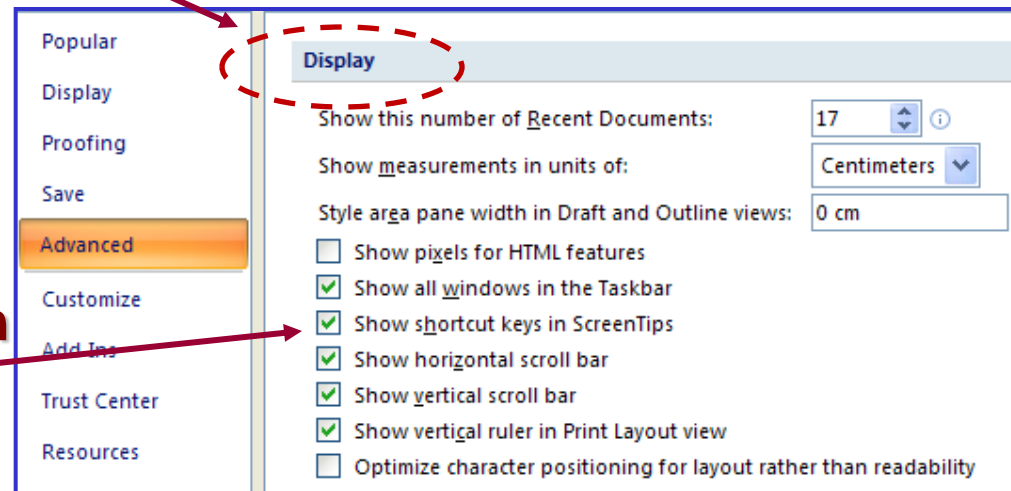 Popular
Display
Proofing
Save
Advanced
Customize
Add-Ins
Trust Center
Resources
Display
Show this number of Recent Documents: 17
Show measurements in units of: Centimeters
Style area pane width in Draft and Outline views: 0 cm
Show pixels for HTML features
Show all windows in the Taskbar
Show shortcut keys in ScreenTips
Show horizontal scroll bar
Show vertical scroll bar
Show vertical ruler in Print Layout view
Optimize character positioning for layout rather than readability